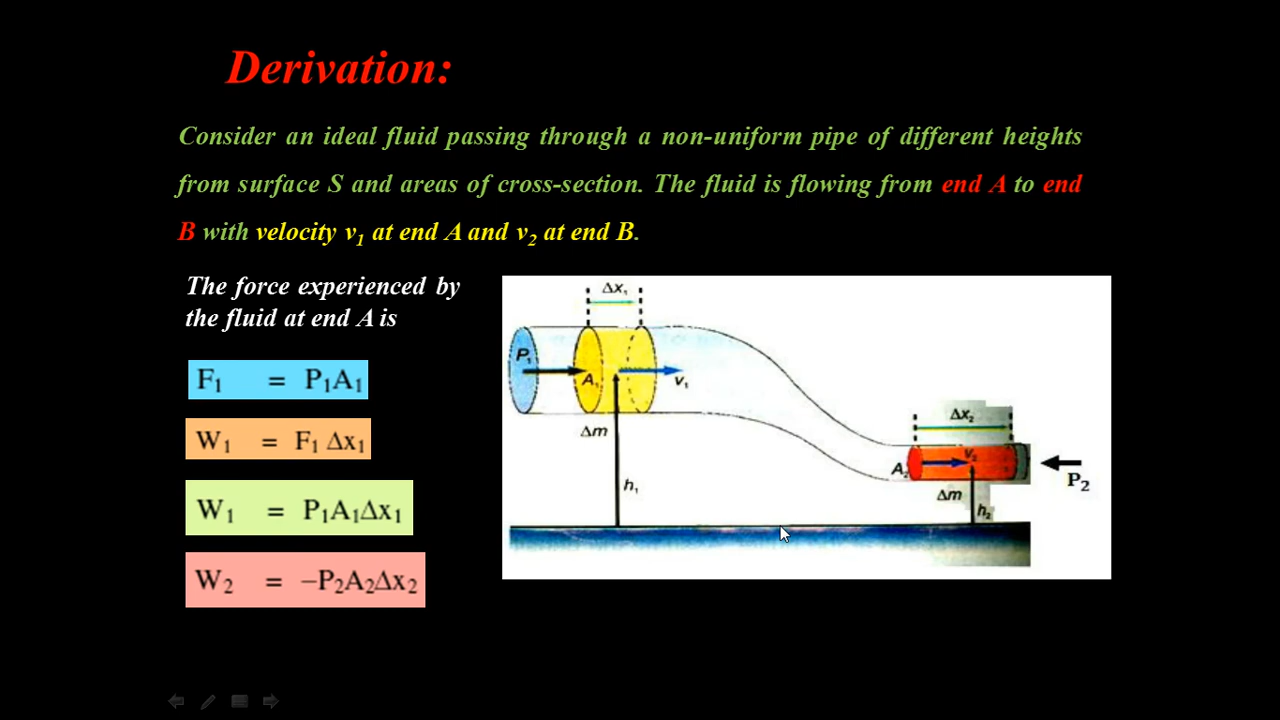 Derivation:
Consider an ideal fluid passing through a non-uniform pipe of different heights
from surface S and areas of cross-section. The fluid is flowing from end A to end
B with velocity v₁ at end A and v₂ at end B.
The force experienced by
the fluid at end A is
F₁ = P₁A₁
W₁ = F₁ Δx₁
W₁ = P₁A₁Δx₁
W₂ = –P₂A₂Δx₂
Δx₁
P₁
A₁
v₁
Δm
h₁
Δx₂
A₂
v₂
P₂
Δm
h₂